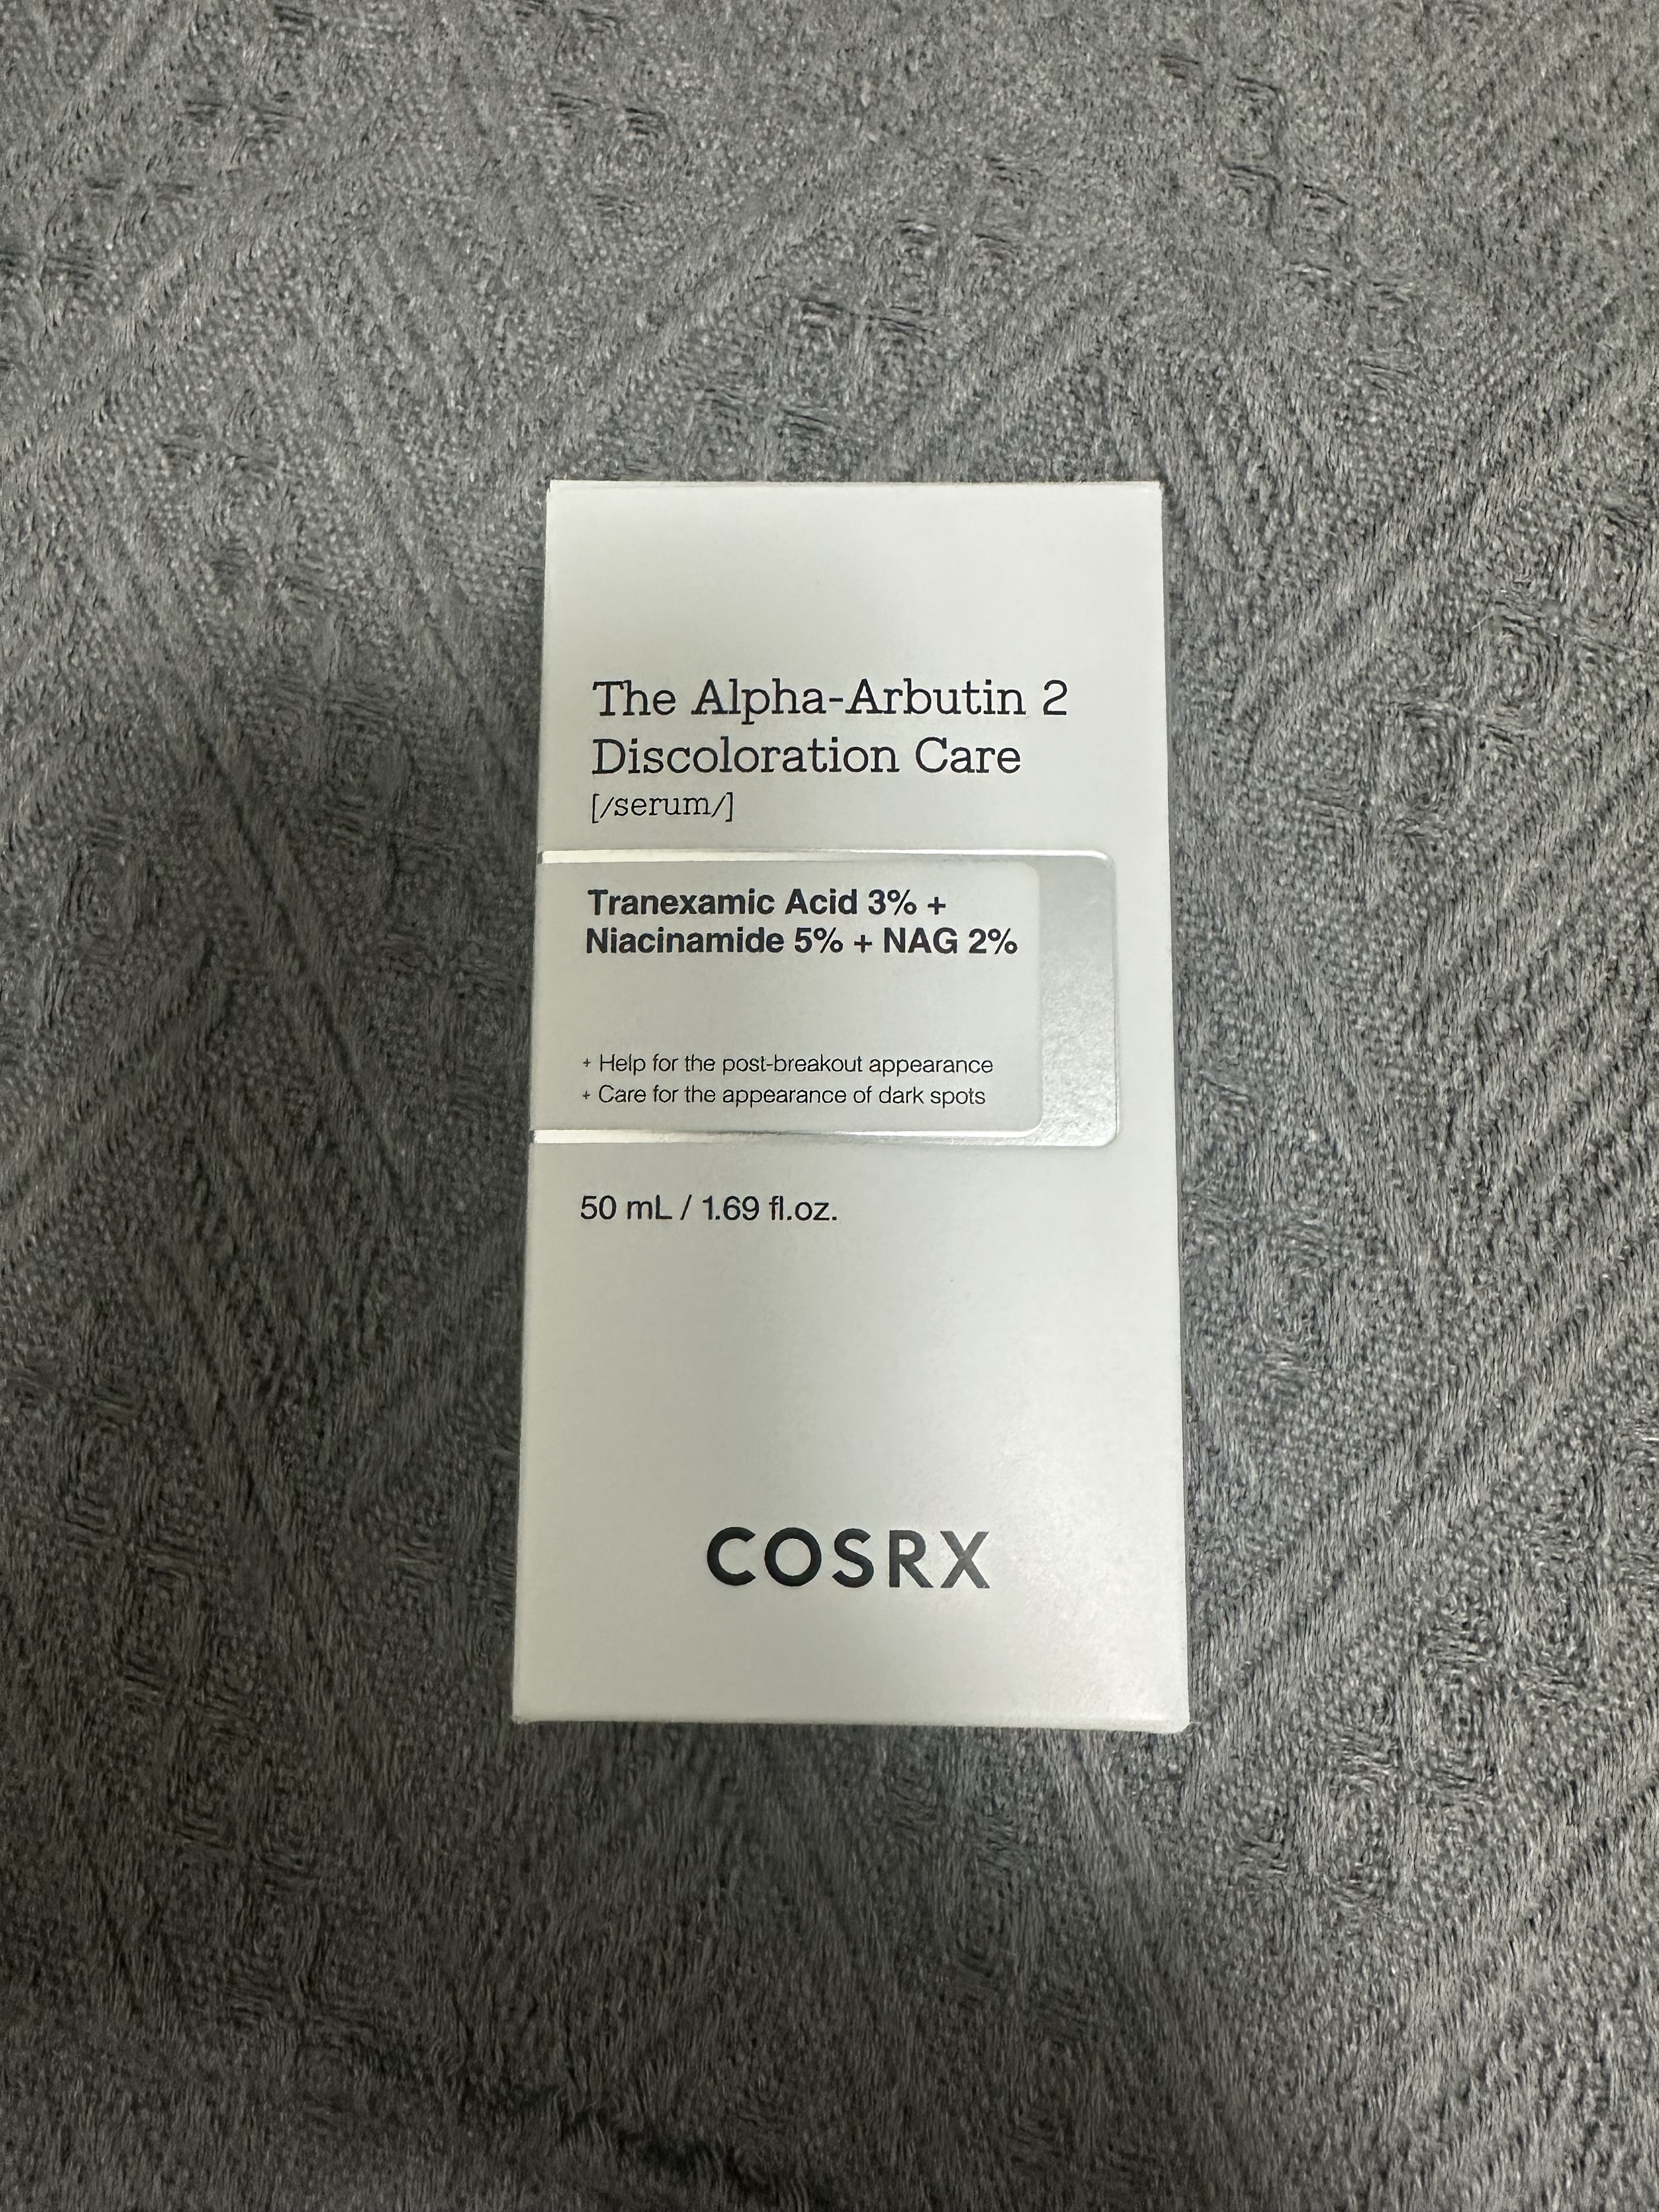 The Alpha-Arbutin 2
Discoloration Care
[/serum/]
Tranexamic Acid 3% +
Niacinamide 5% + NAG 2%
+ Help for the post-breakout appearance
+ Care for the appearance of dark spots
50 mL / 1.69 fl.oz.
COSRX